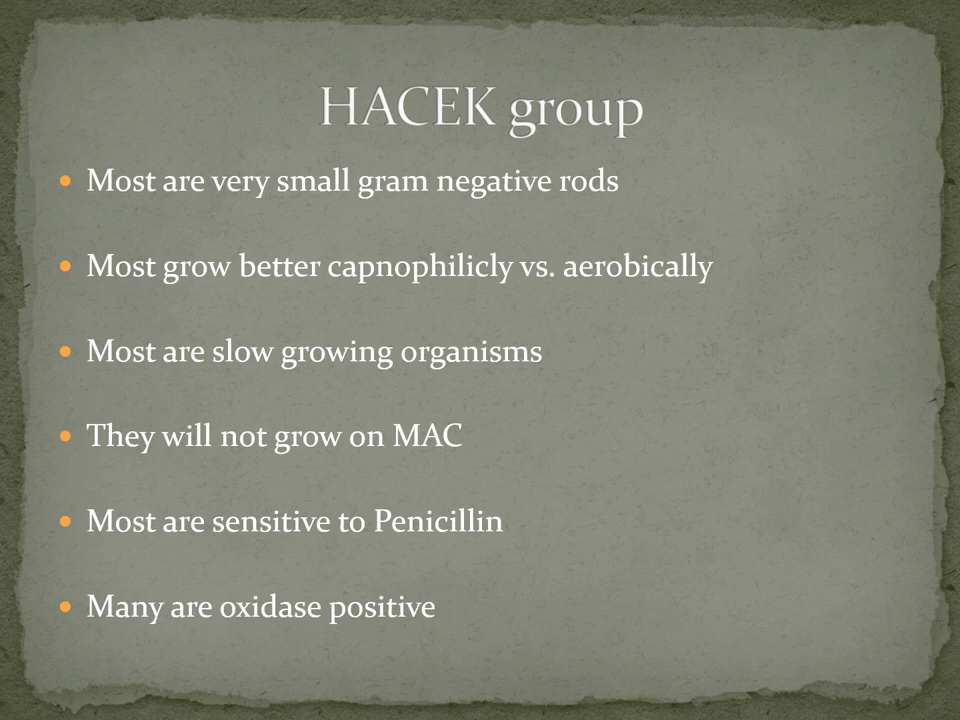 HACEK group
• Most are very small gram negative rods
• Most grow better capnophilicly vs. aerobically
• Most are slow growing organisms
• They will not grow on MAC
• Most are sensitive to Penicillin
• Many are oxidase positive